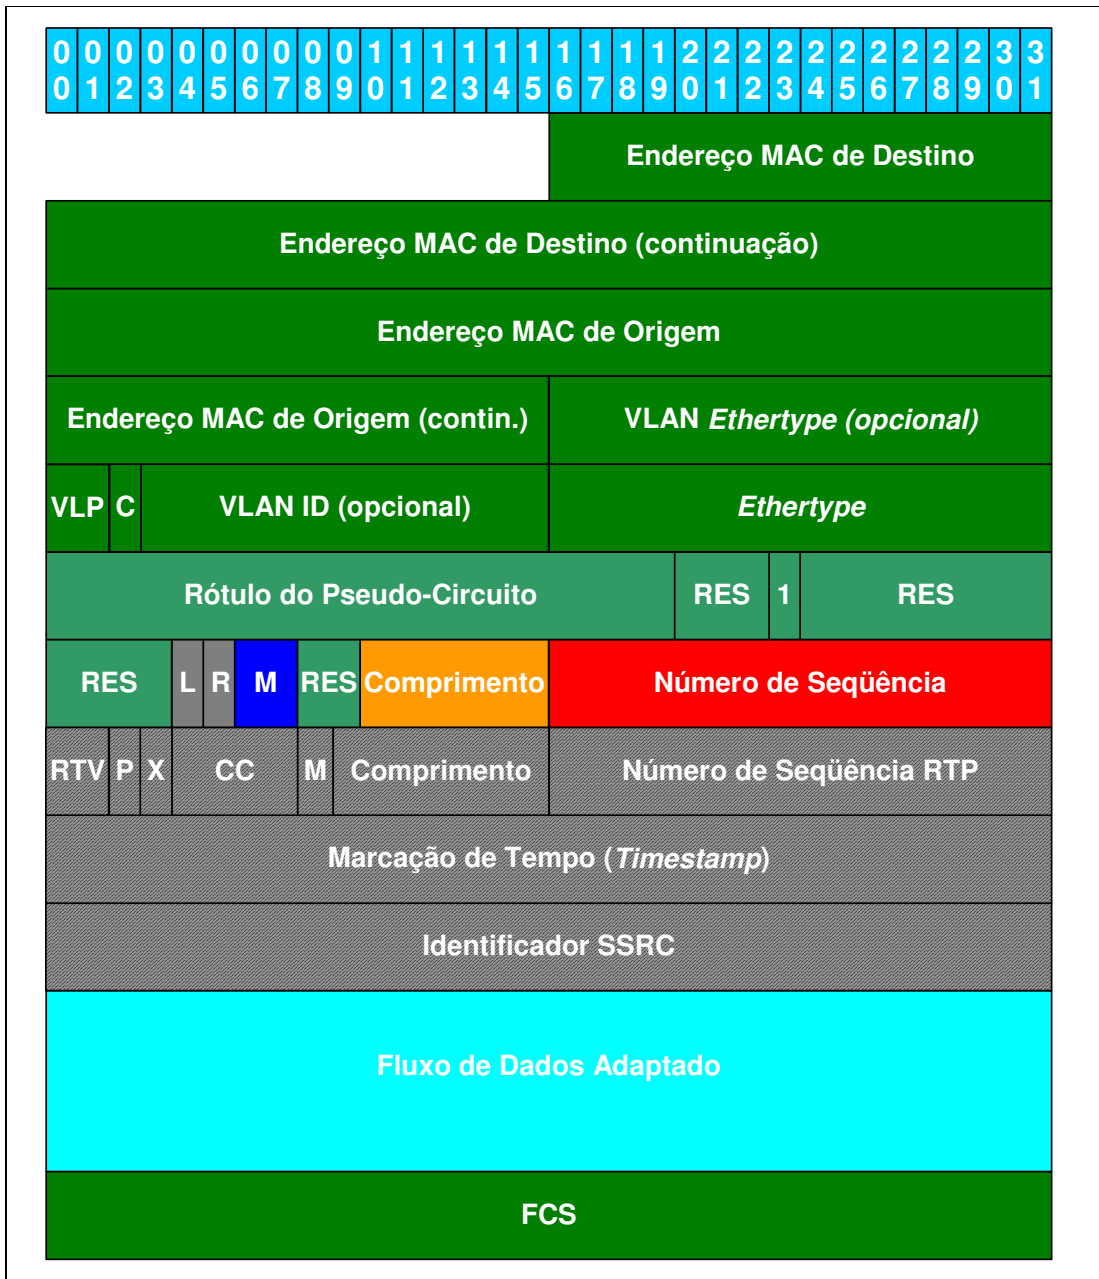 0 0 0 0 0 0 0 0 0 0 1 1 1 1 1 1 1 1 1 1 2 2 2 2 2 2 2 2 2 2 3 3
0 1 2 3 4 5 6 7 8 9 0 1 2 3 4 5 6 7 8 9 0 1 2 3 4 5 6 7 8 9 0 1
Endereço MAC de Destino
Endereço MAC de Destino (continuação)
Endereço MAC de Origem
Endereço MAC de Origem (contin.) VLAN Ethertype (opcional)
VLP C VLAN ID (opcional) Ethertype
Rótulo do Pseudo-Circuito RES 1 RES
RES L R M RES Comprimento Número de Seqüência
RTV P X CC M Comprimento Número de Seqüência RTP
Marcação de Tempo (Timestamp)
Identificador SSRC
Fluxo de Dados Adaptado
FCS